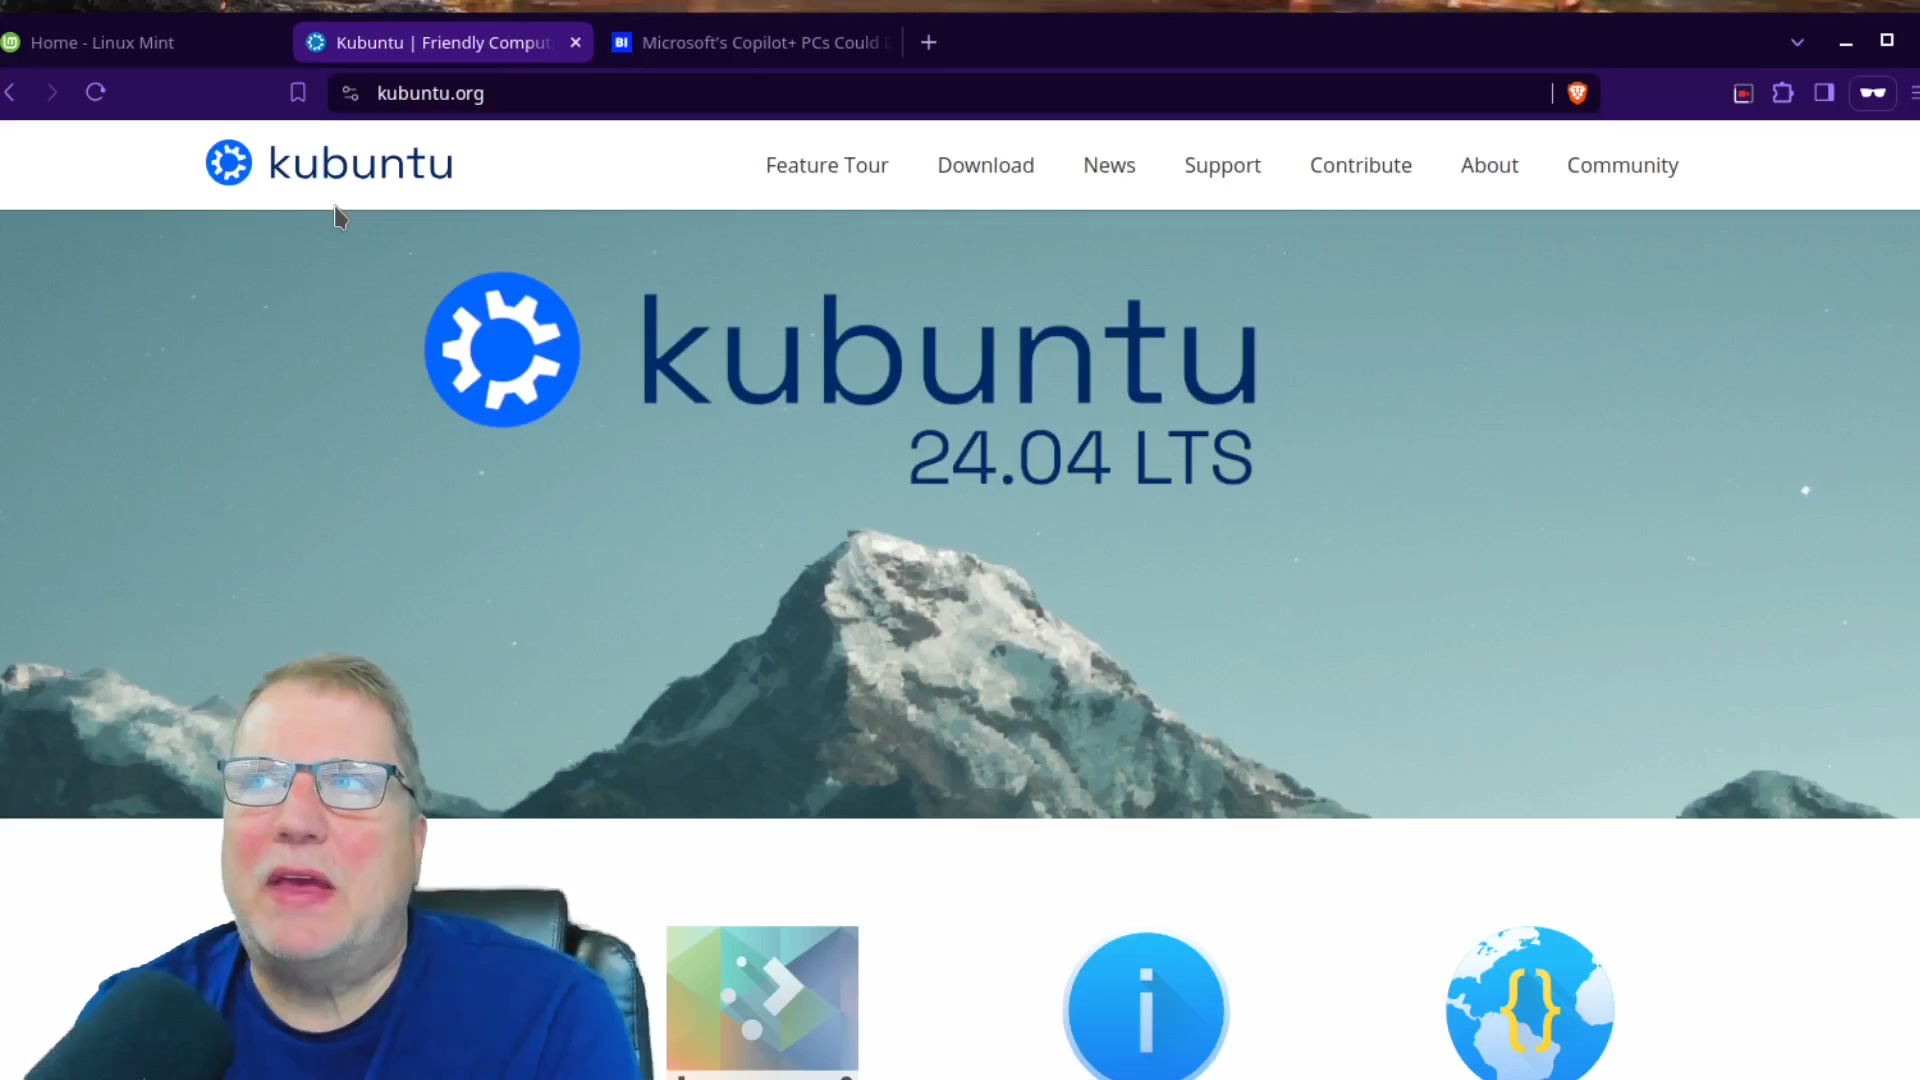 Home - Linux Mint
Kubuntu | Friendly Comput
Microsoft's Copilot+ PCs Could
kubuntu.org
kubuntu
Feature Tour
Download
News
Support
Contribute
About
Community
kubuntu
24.04 LTS